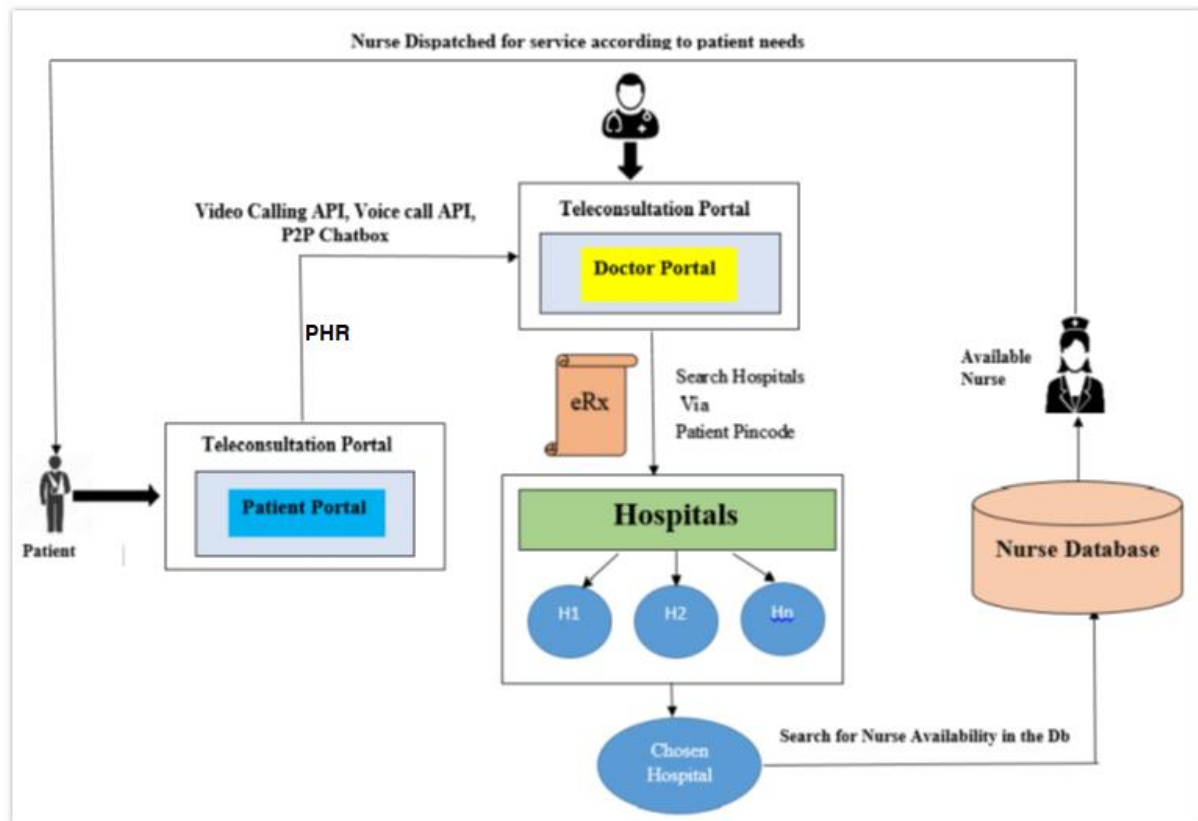 Nurse Dispatched for service according to patient needs
Teleconsultation Portal
Doctor Portal
Video Calling API, Voice call API,
P2P Chatbox
PHR
eRx
Search Hospitals
Via
Patient Pincode
Available
Nurse
Teleconsultation Portal
Patient Portal
Patient
Hospitals
H1
H2
Hn
Nurse Database
Chosen
Hospital
Search for Nurse Availability in the Db